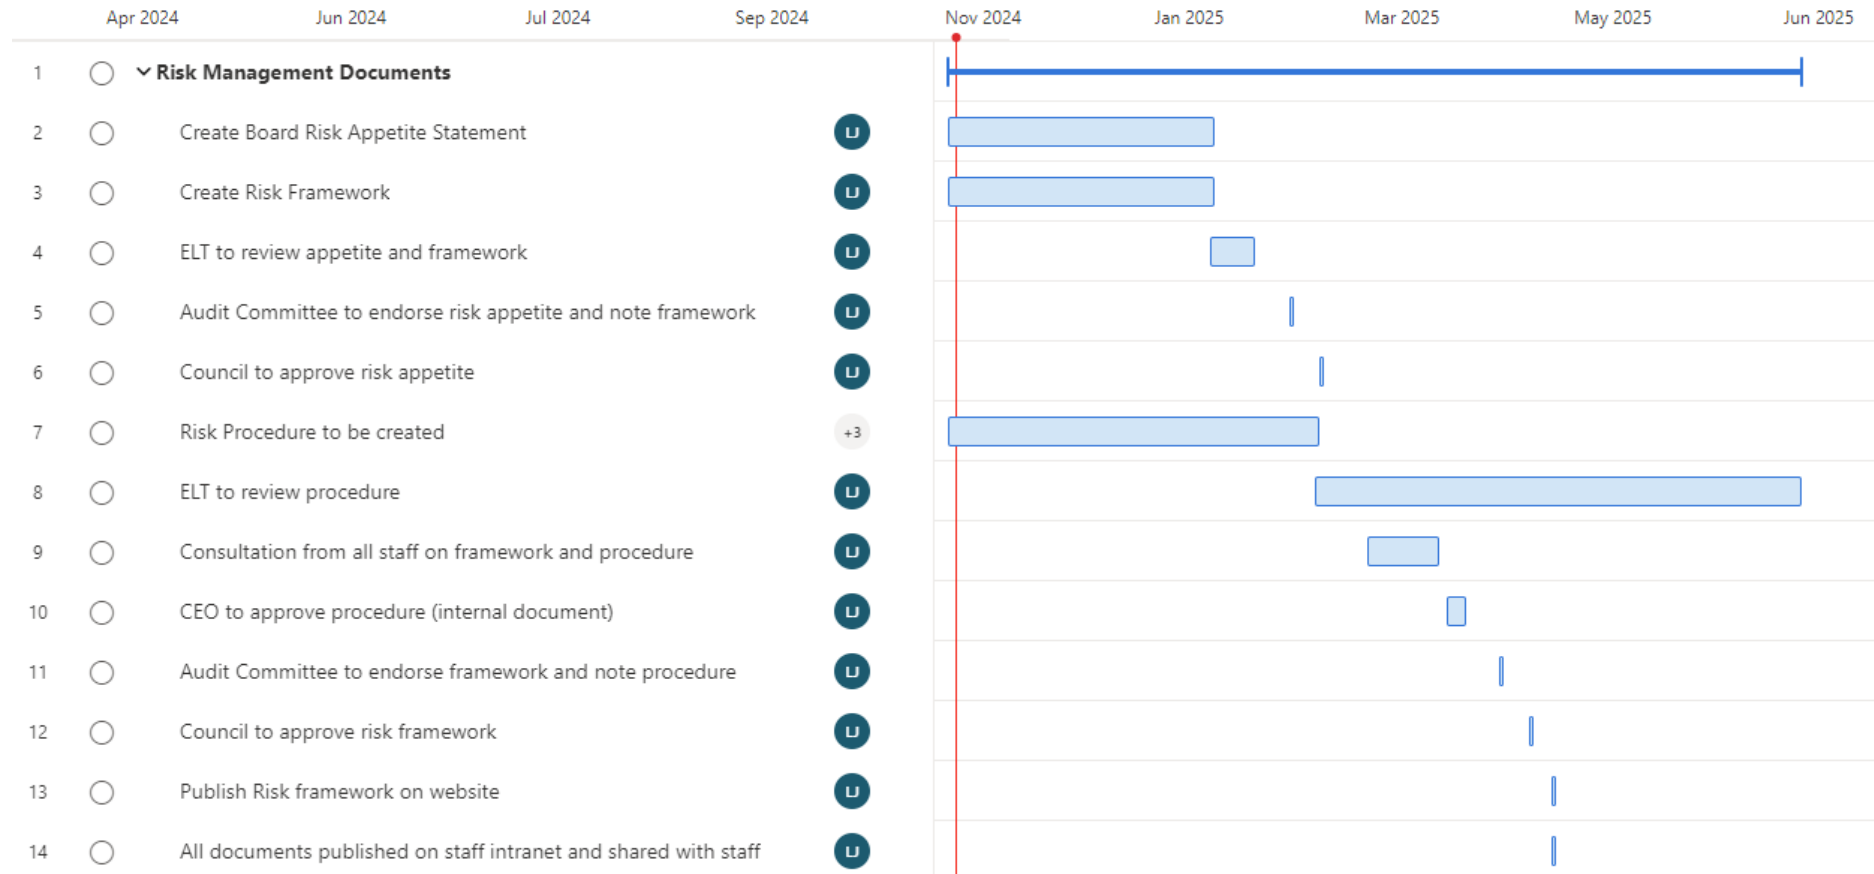 Apr 2024 Jun 2024 Jul 2024 Sep 2024 Nov 2024 Jan 2025 Mar 2025 May 2025 Jun 2025
1 Risk Management Documents
2 Create Board Risk Appetite Statement LJ
3 Create Risk Framework LJ
4 ELT to review appetite and framework LJ
5 Audit Committee to endorse risk appetite and note framework LJ
6 Council to approve risk appetite LJ
7 Risk Procedure to be created +3
8 ELT to review procedure LJ
9 Consultation from all staff on framework and procedure LJ
10 CEO to approve procedure (internal document) LJ
11 Audit Committee to endorse framework and note procedure LJ
12 Council to approve risk framework LJ
13 Publish Risk framework on website LJ
14 All documents published on staff intranet and shared with staff LJ